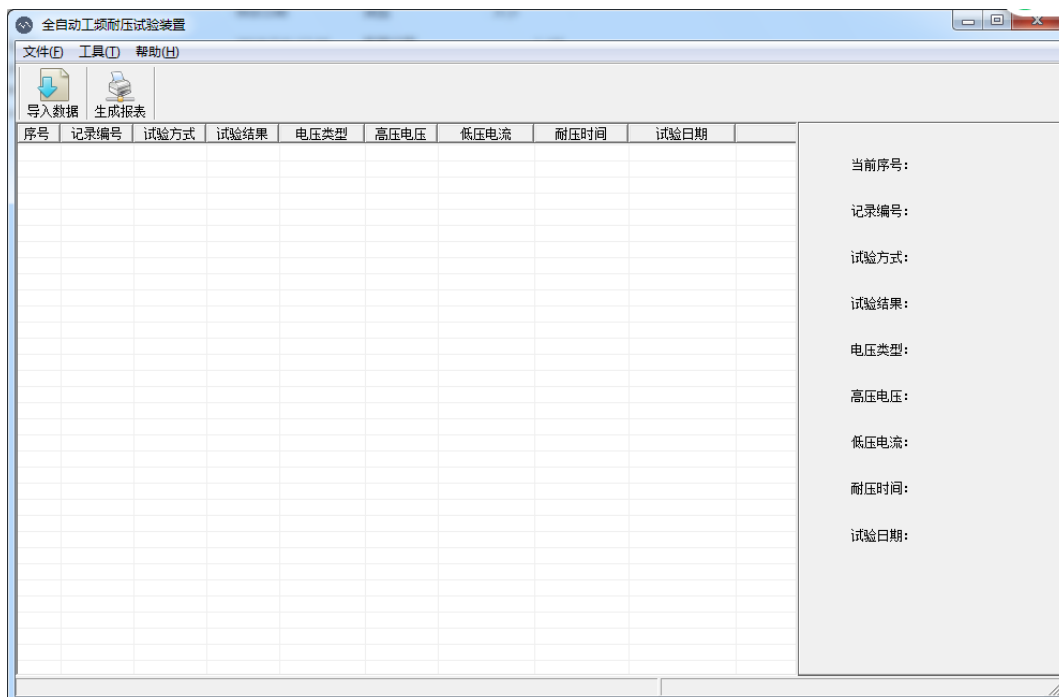 全自动工频耐压试验装置
文件(F) 工具(T) 帮助(H)
导入数据 生成报表
序号 记录编号 试验方式 试验结果 电压类型 高压电压 低压电流 耐压时间 试验日期
当前序号:
记录编号:
试验方式:
试验结果:
电压类型:
高压电压:
低压电流:
耐压时间:
试验日期: